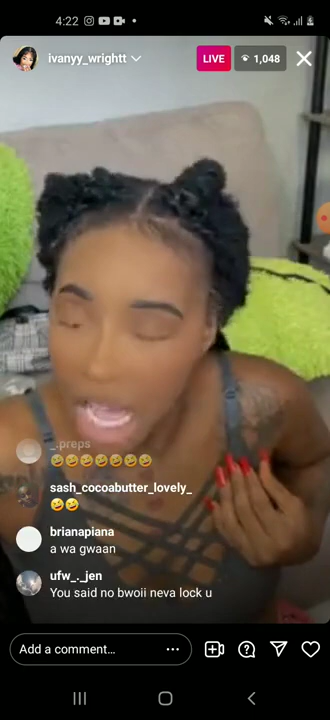 4:22
ivanyy_wrightt
LIVE
1,048
_.preps
🤣🤣🤣🤣🤣🤣🤣
sash_cocoabutter_lovely_
🤣🤣
brianapiana
a wa gwaan
ufw_._jen
You said no bwoii neva lock u
Add a comment...